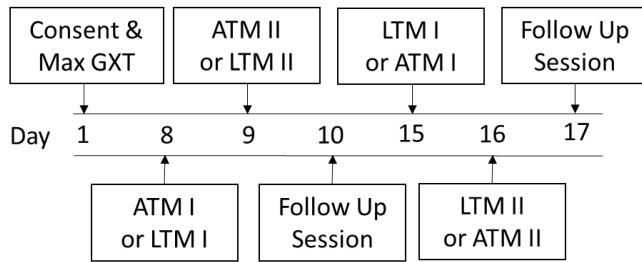 Consent &
Max GXT
ATM II
or LTM II
LTM I
or ATM I
Follow Up
Session
Day 1 8 9 10 15 16 17
ATM I
or LTM I
Follow Up
Session
LTM II
or ATM II